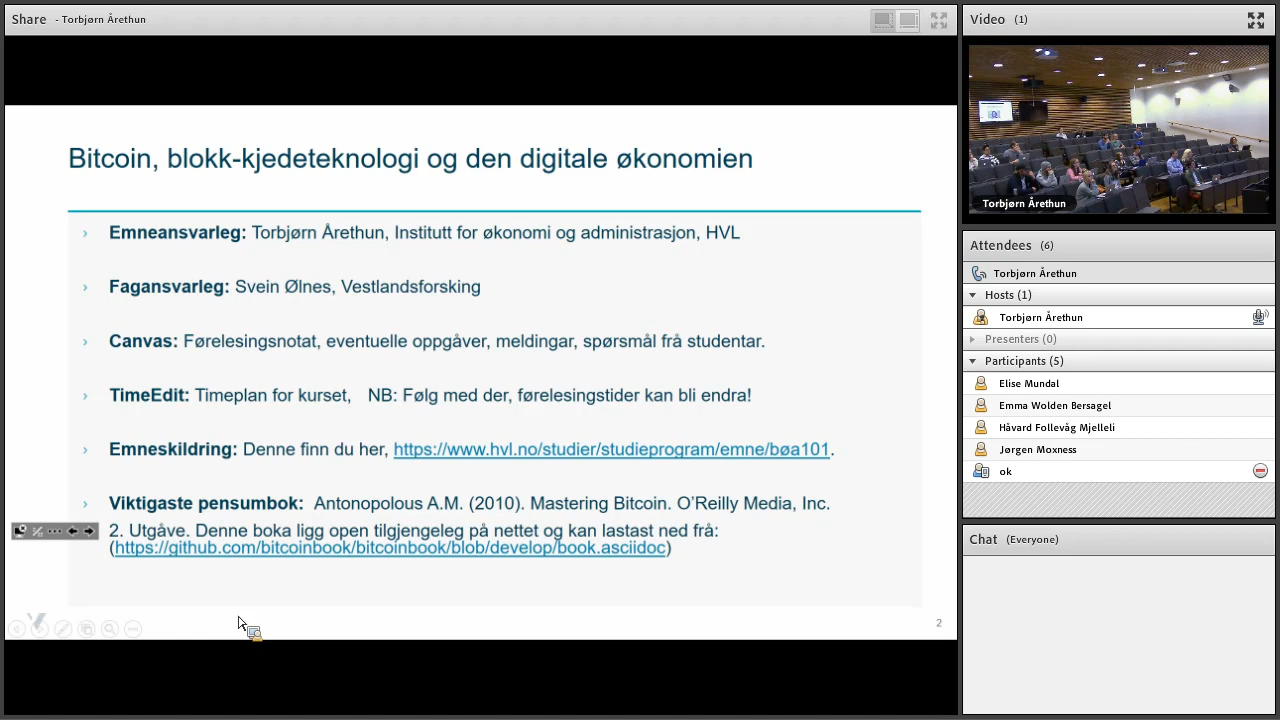 Share - Torbjørn Årethun
Bitcoin, blokk-kjedeteknologi og den digitale økonomien
› Emneansvarleg: Torbjørn Årethun, Institutt for økonomi og administrasjon, HVL
› Fagansvarleg: Svein Ølnes, Vestlandsforsking
› Canvas: Førelesingsnotat, eventuelle oppgåver, meldingar, spørsmål frå studentar.
› TimeEdit: Timeplan for kurset, NB: Følg med der, førelesingstider kan bli endra!
› Emneskildring: Denne finn du her, https://www.hvl.no/studier/studieprogram/emne/bøa101.
› Viktigaste pensumbok: Antonopolous A.M. (2010). Mastering Bitcoin. O’Reilly Media, Inc.
2. Utgåve. Denne boka ligg open tilgjengeleg på nettet og kan lastast ned frå:
(https://github.com/bitcoinbook/bitcoinbook/blob/develop/book.asciidoc)
2
Video (1)
Torbjørn Årethun
Attendees (6)
Torbjørn Årethun
Hosts (1)
Torbjørn Årethun
Presenters (0)
Participants (5)
Elise Mundal
Emma Wolden Bersagel
Håvard Follevåg Mjelleli
Jørgen Moxness
ok
Chat (Everyone)